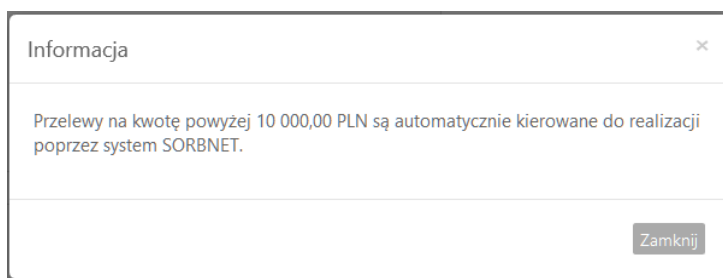 Informacja
×
Przelewy na kwotę powyżej 10 000,00 PLN są automatycznie kierowane do realizacji
poprzez system SORBNET.
Zamknij